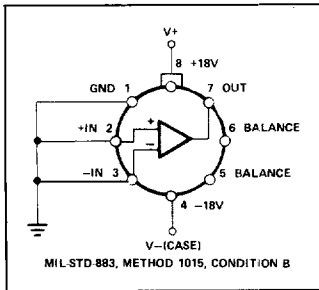 V+
8 +18V
GND 1
7 OUT
+IN 2
+
−
6 BALANCE
−IN 3
5 BALANCE
4 −18V
V−(CASE)
MIL-STD-883, METHOD 1015, CONDITION B